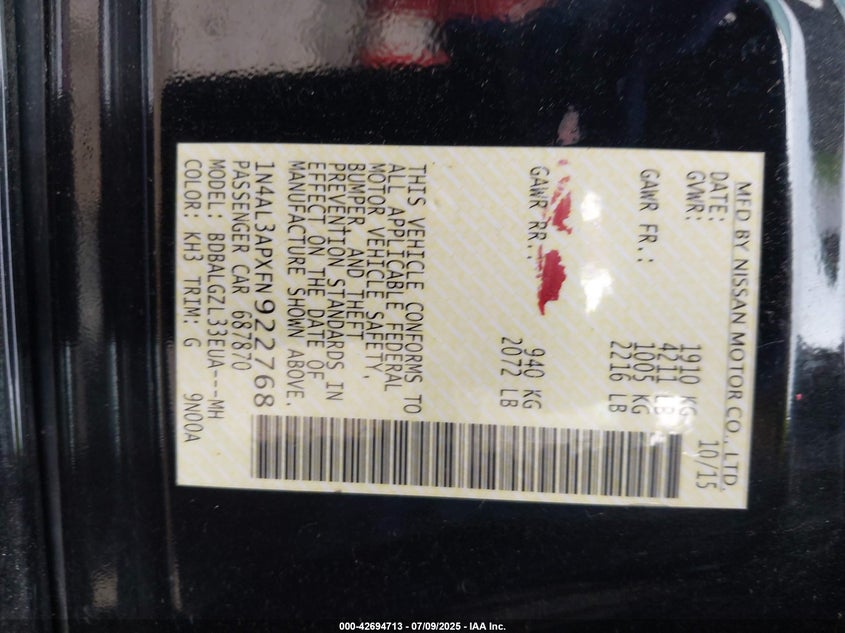 MFD BY NISSAN MOTOR CO., LTD.
DATE: 10/15
GVWR: 1910 KG
4211 LB
GAWR FR.: 1005 KG
2216 LB
GAWR RR.: 940 KG
2072 LB
THIS VEHICLE CONFORMS TO
ALL APPLICABLE FEDERAL
MOTOR VEHICLE SAFETY,
BUMPER AND THEFT
PREVENTION STANDARDS IN
EFFECT ON THE DATE OF
MANUFACTURE SHOWN ABOVE.
1N4AL3APXFN922768
PASSENGER CAR 687870
MODEL: BDBALGZL33EUA---MH
COLOR: KH3 TRIM: G 9N00A
000-42694713 - 07/09/2025 - IAA Inc.